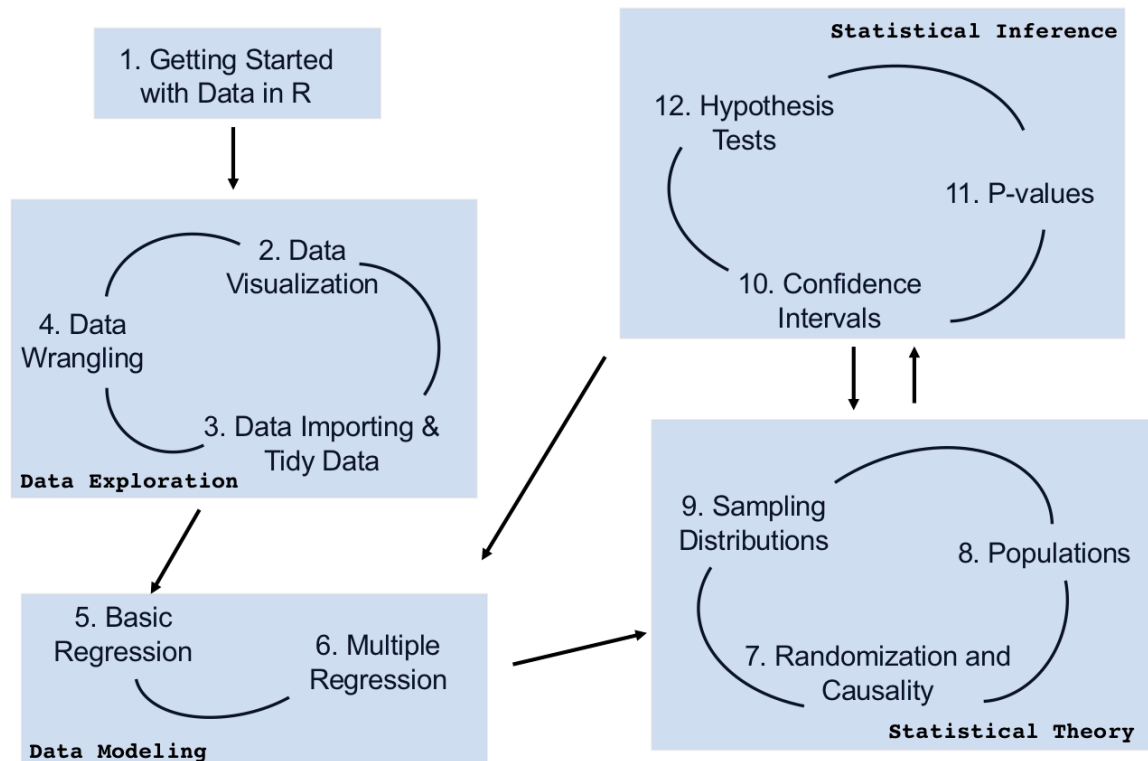 1. Getting Started
with Data in R
2. Data
Visualization
4. Data
Wrangling
3. Data Importing &
Tidy Data
Data Exploration
5. Basic
Regression
6. Multiple
Regression
Data Modeling
Statistical Inference
12. Hypothesis
Tests
11. P-values
10. Confidence
Intervals
9. Sampling
Distributions
8. Populations
7. Randomization and
Causality
Statistical Theory